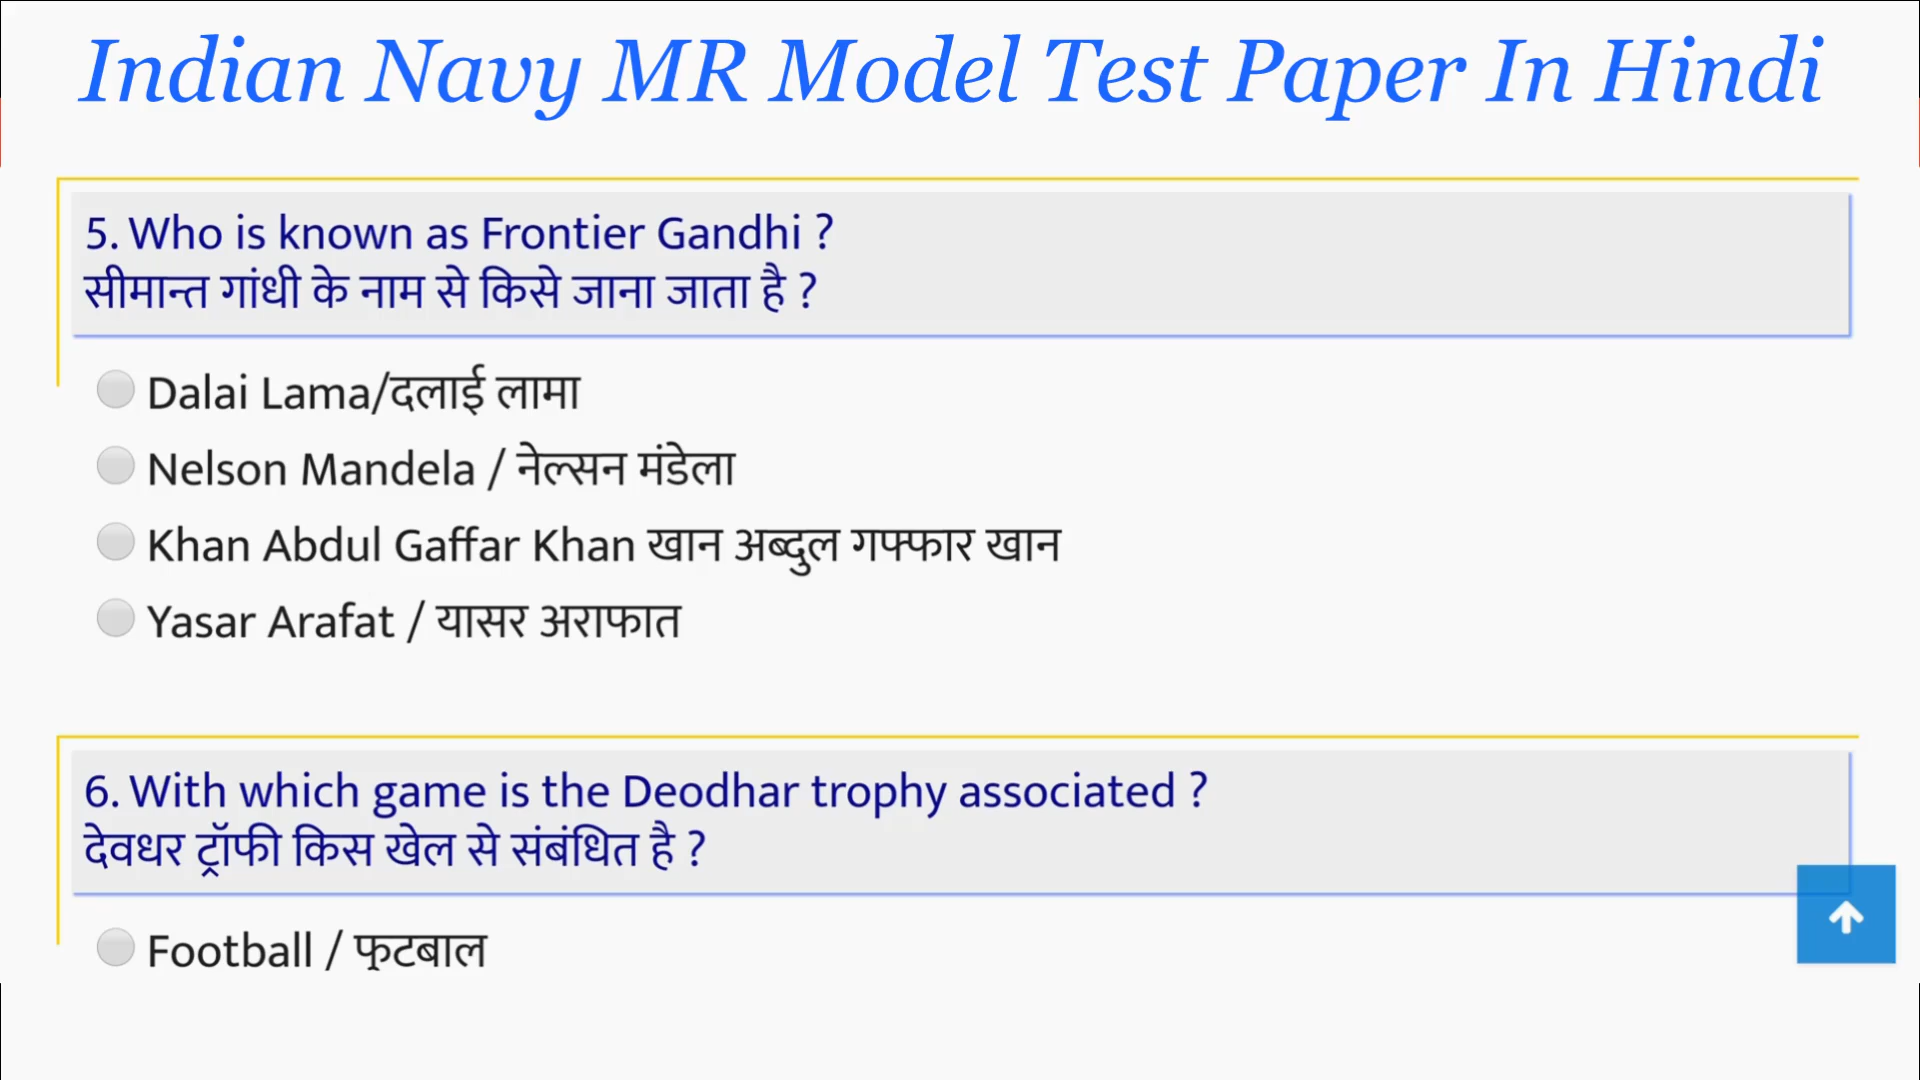 Indian Navy MR Model Test Paper In Hindi
5. Who is known as Frontier Gandhi ?
सीमान्त गांधी के नाम से किसे जाना जाता है ?
Dalai Lama/दलाई लामा
Nelson Mandela / नेल्सन मंडेला
Khan Abdul Gaffar Khan खान अब्दुल गफ्फार खान
Yasar Arafat / यासर अराफात
6. With which game is the Deodhar trophy associated ?
देवधर ट्रॉफी किस खेल से संबंधित है ?
Football / फुटबाल